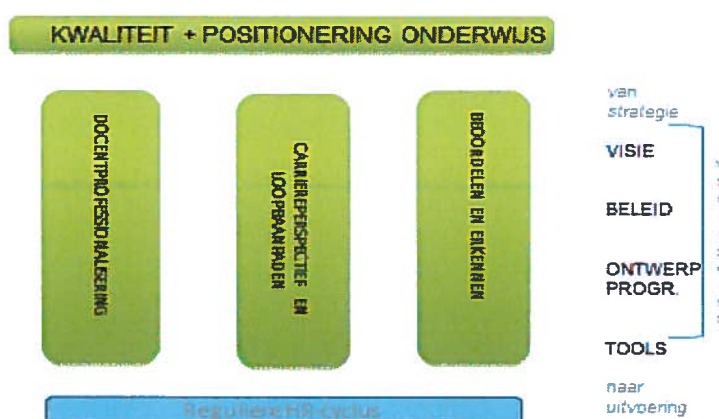 KWALITEIT + POSITIONERING ONDERWIJS
DOCENTPROFESSIONALISERING
CARRIEREPERSPECTIEF EN
LOOPBAANPADEN
BEOORDELEN EN ERKENNEN
Reguliere HR-cyclus
van
strategie
VISIE
BELEID
ONTWERP
PROGR.
TOOLS
naar
uitvoering